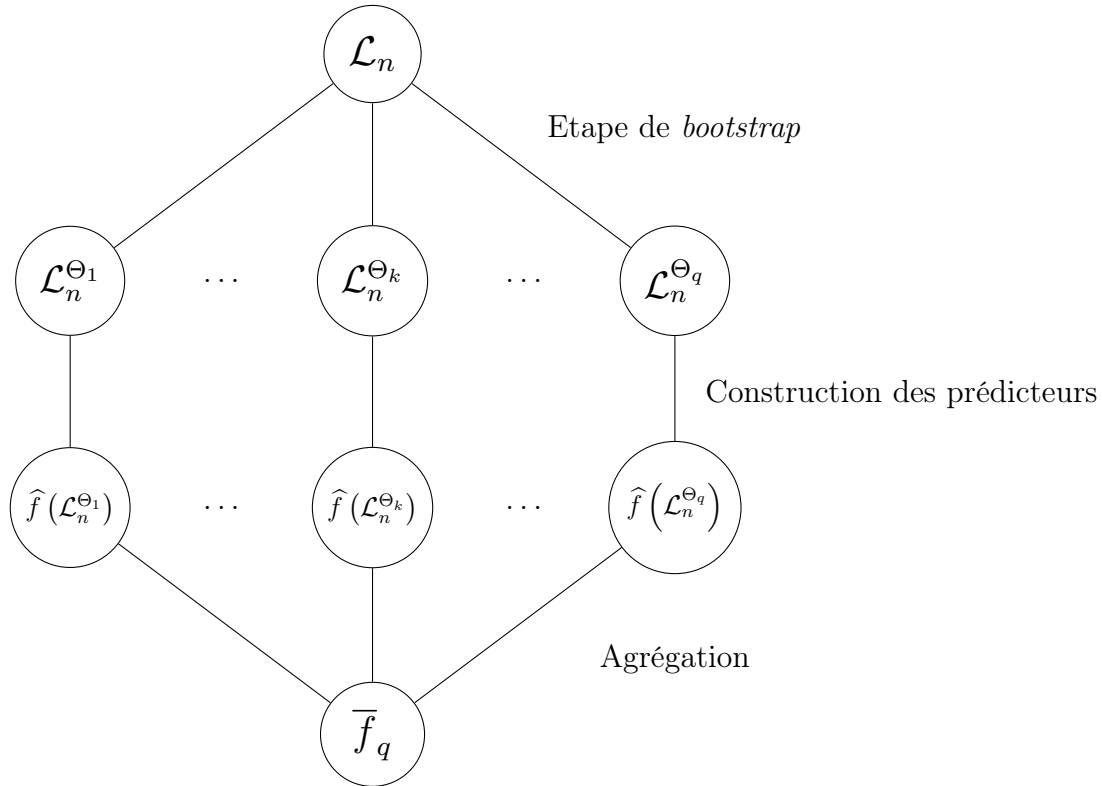 ℒₙ
Etape de bootstrap
ℒ_n^{Θ_1} … ℒ_n^{Θ_k} … ℒ_n^{Θ_q}
Construction des prédicteurs
f̂(ℒ_n^{Θ_1}) … f̂(ℒ_n^{Θ_k}) … f̂(ℒ_n^{Θ_q})
Agrégation
f̅_q